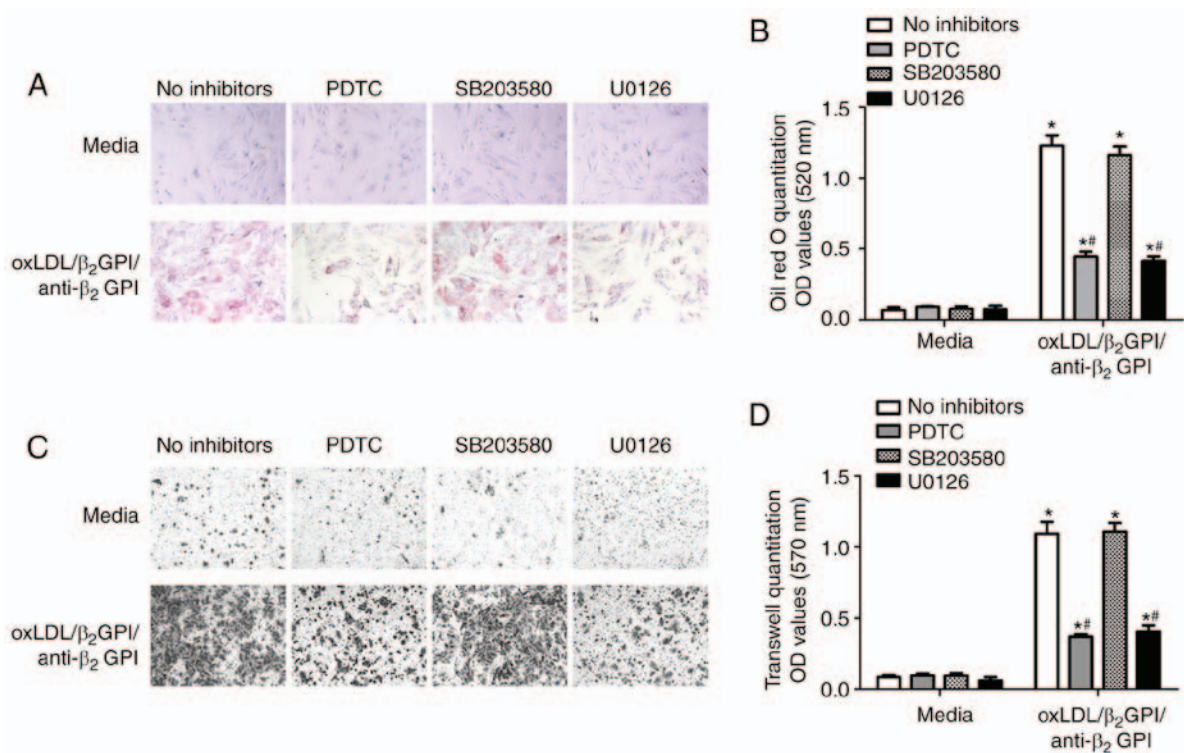 A
No inhibitors PDTC SB203580 U0126
Media
oxLDL/β₂GPI/
anti-β₂ GPI
B
No inhibitors
PDTC
SB203580
U0126
Oil red O quantitation
OD values (520 nm)
1.5
1.0
0.5
0.0
* *# * *#
Media oxLDL/β₂GPI/
anti-β₂ GPI
C
No inhibitors PDTC SB203580 U0126
Media
oxLDL/β₂GPI/
anti-β₂ GPI
D
No inhibitors
PDTC
SB203580
U0126
Transwell quantitation
OD values (570 nm)
1.5
1.0
0.5
0.0
* *# * *#
Media oxLDL/β₂GPI/
anti-β₂ GPI